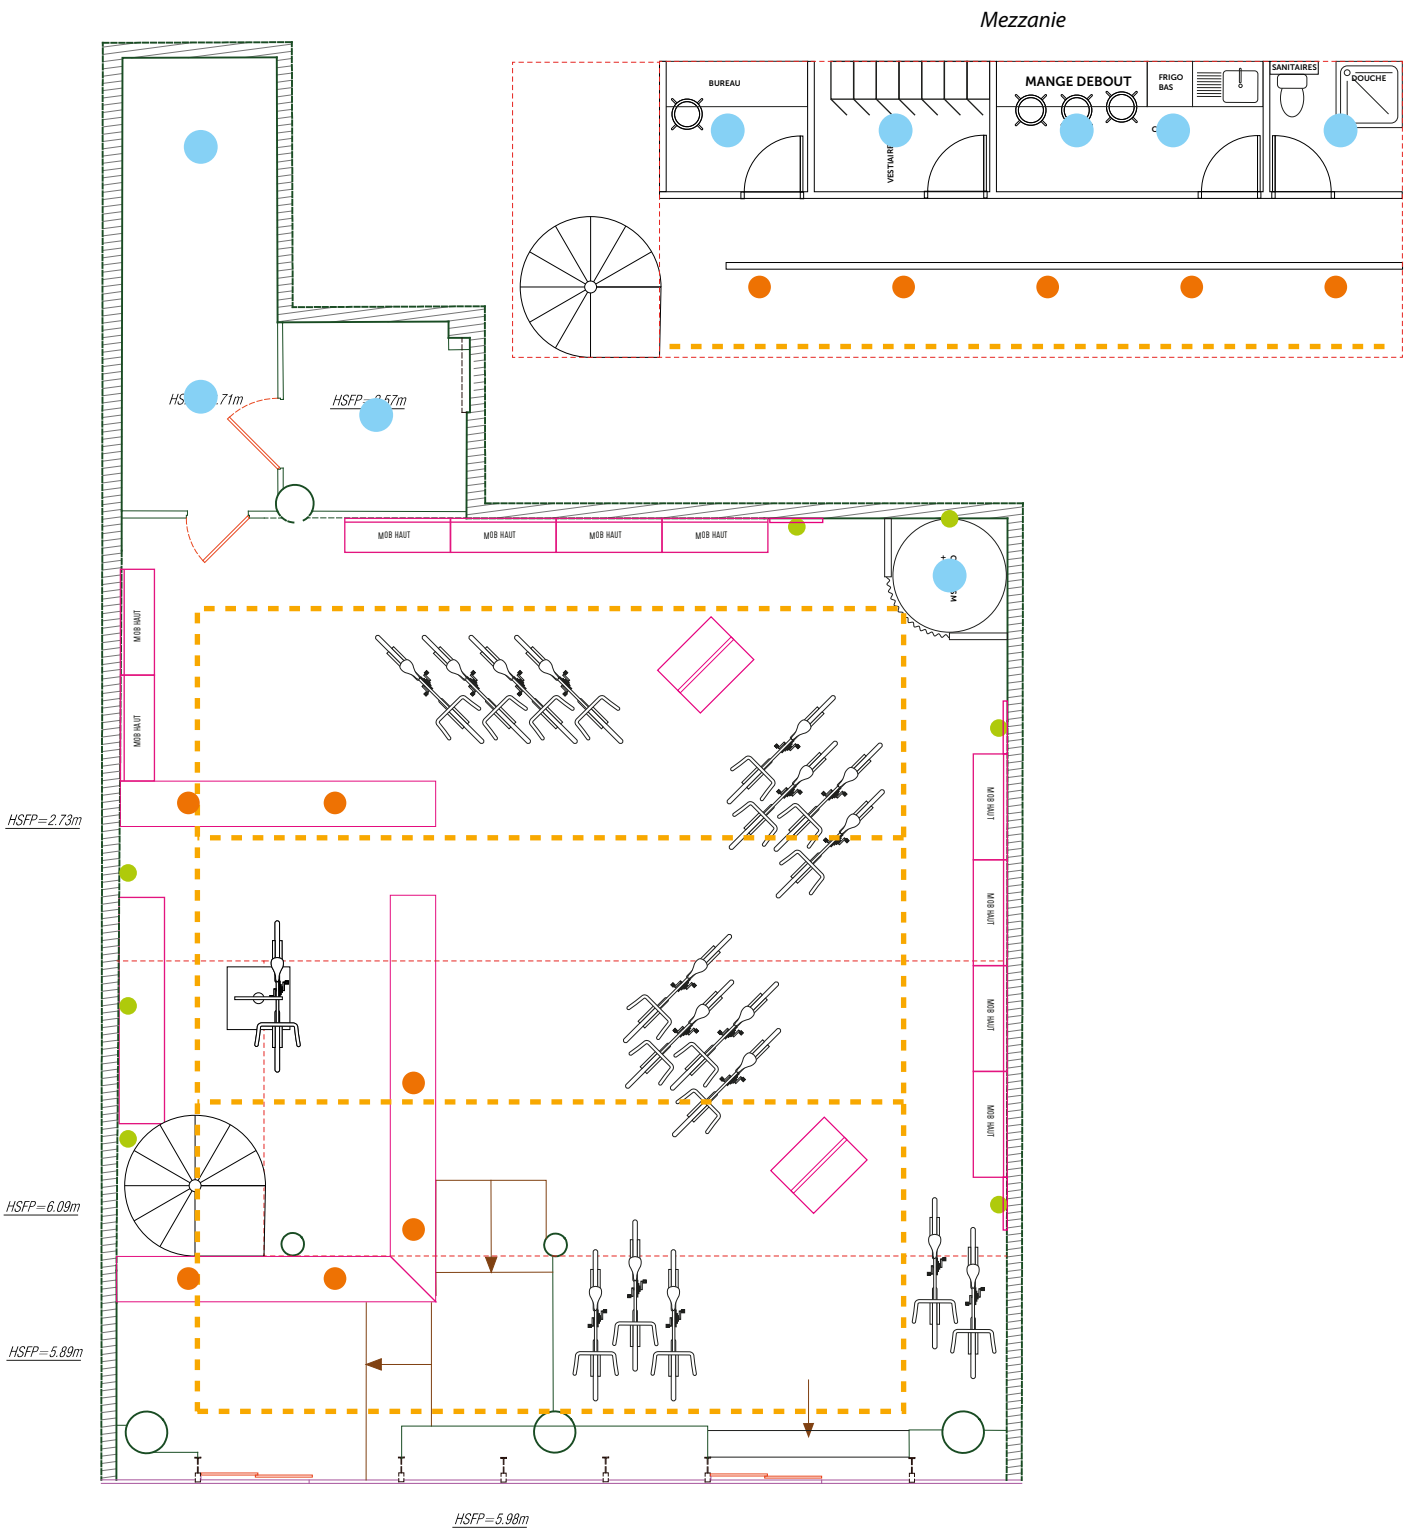 Mezzanie
BUREAU
VESTIAIRE
MANGE DEBOUT
FRIGO
BAS
SANITAIRES
DOUCHE
MOB HAUT
MOB HAUT
MOB HAUT
MOB HAUT
MOB HAUT
MOB HAUT
MOB HAUT
MOB HAUT
MOB HAUT
MOB HAUT
HSFP=2.73m
HSFP=6.09m
HSFP=5.89m
HSFP=5.98m